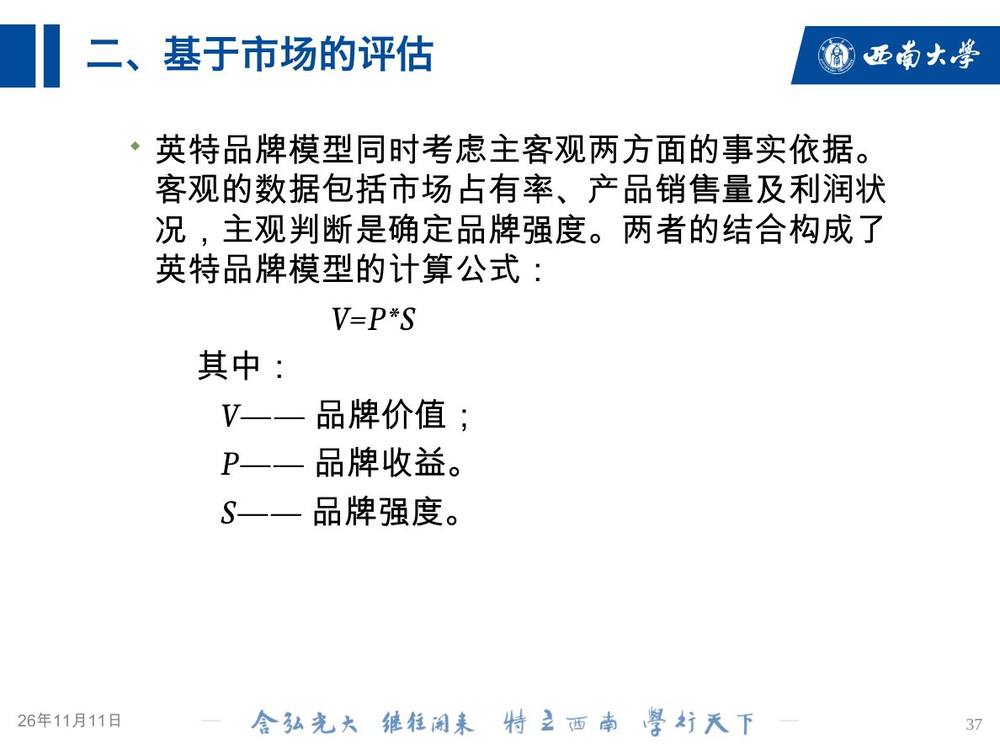 二、基于市场的评估
西南大学
英特品牌模型同时考虑主客观两方面的事实依据。
客观的数据包括市场占有率、产品销售量及利润状
况，主观判断是确定品牌强度。两者的结合构成了
英特品牌模型的计算公式：
V=P*S
其中：
V—— 品牌价值；
P—— 品牌收益。
S—— 品牌强度。
26年11月11日
含弘光大 继往开来 特立西南 學行天下
37